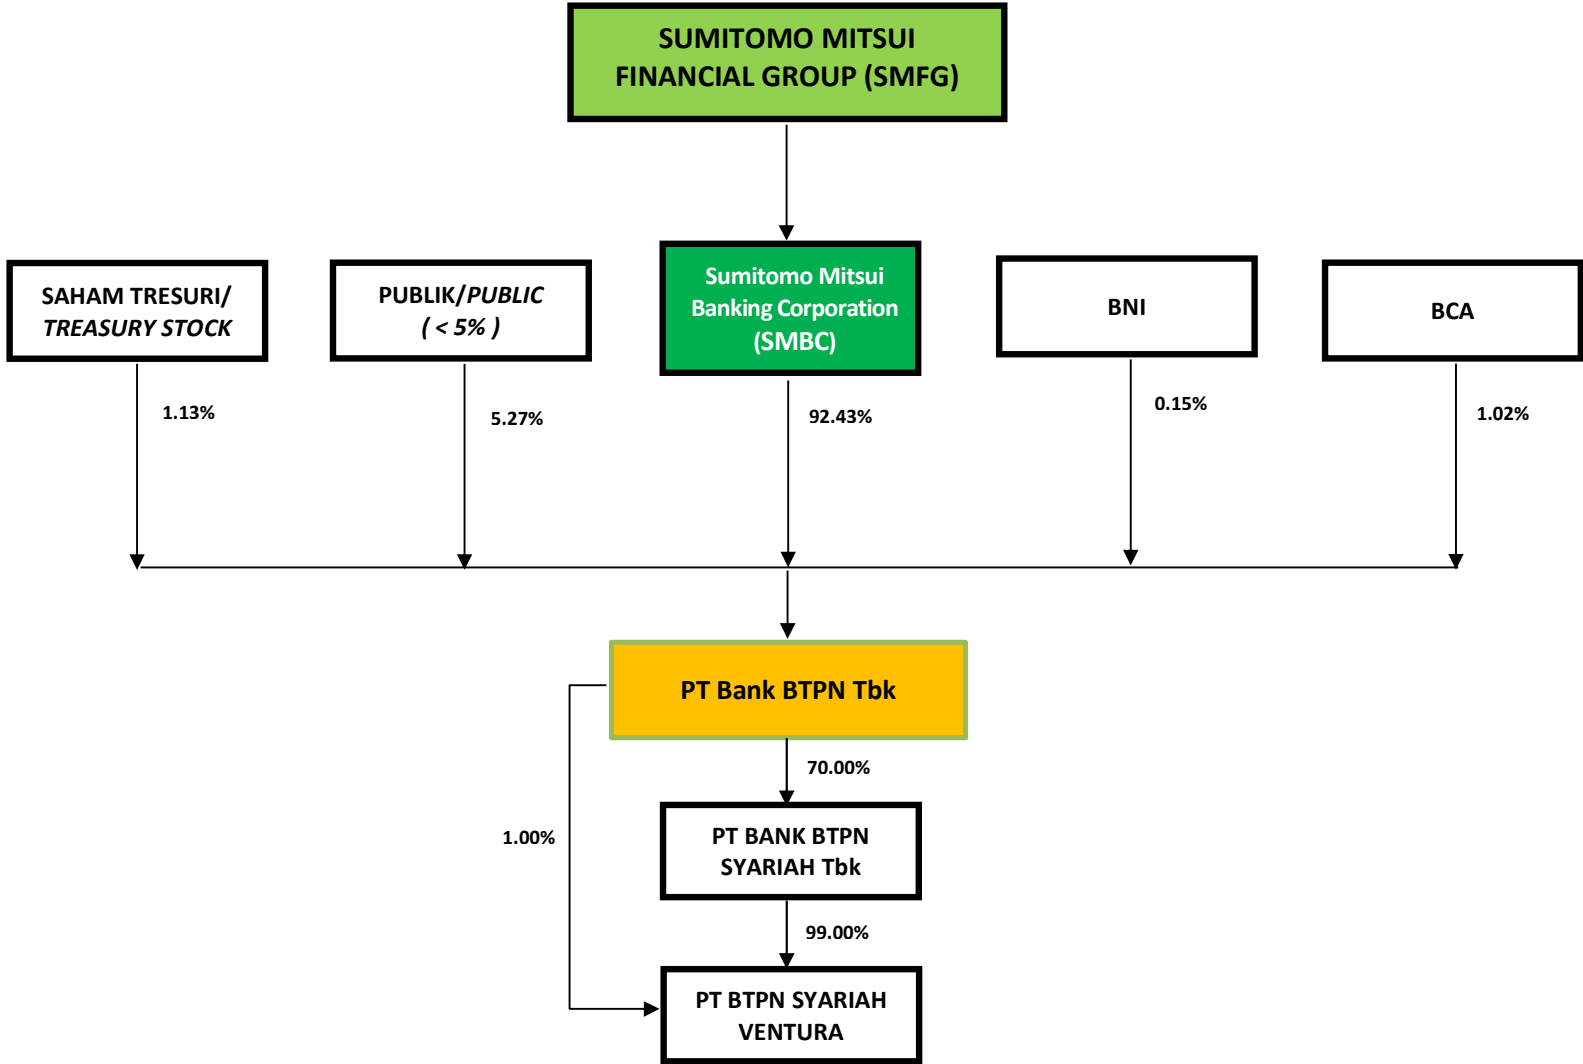 SUMITOMO MITSUI
FINANCIAL GROUP (SMFG)
SAHAM TRESURI/
TREASURY STOCK
PUBLIK/PUBLIC
( < 5% )
Sumitomo Mitsui
Banking Corporation
(SMBC)
BNI
BCA
1.13%
5.27%
92.43%
0.15%
1.02%
PT Bank BTPN Tbk
70.00%
1.00%
PT BANK BTPN
SYARIAH Tbk
99.00%
PT BTPN SYARIAH
VENTURA